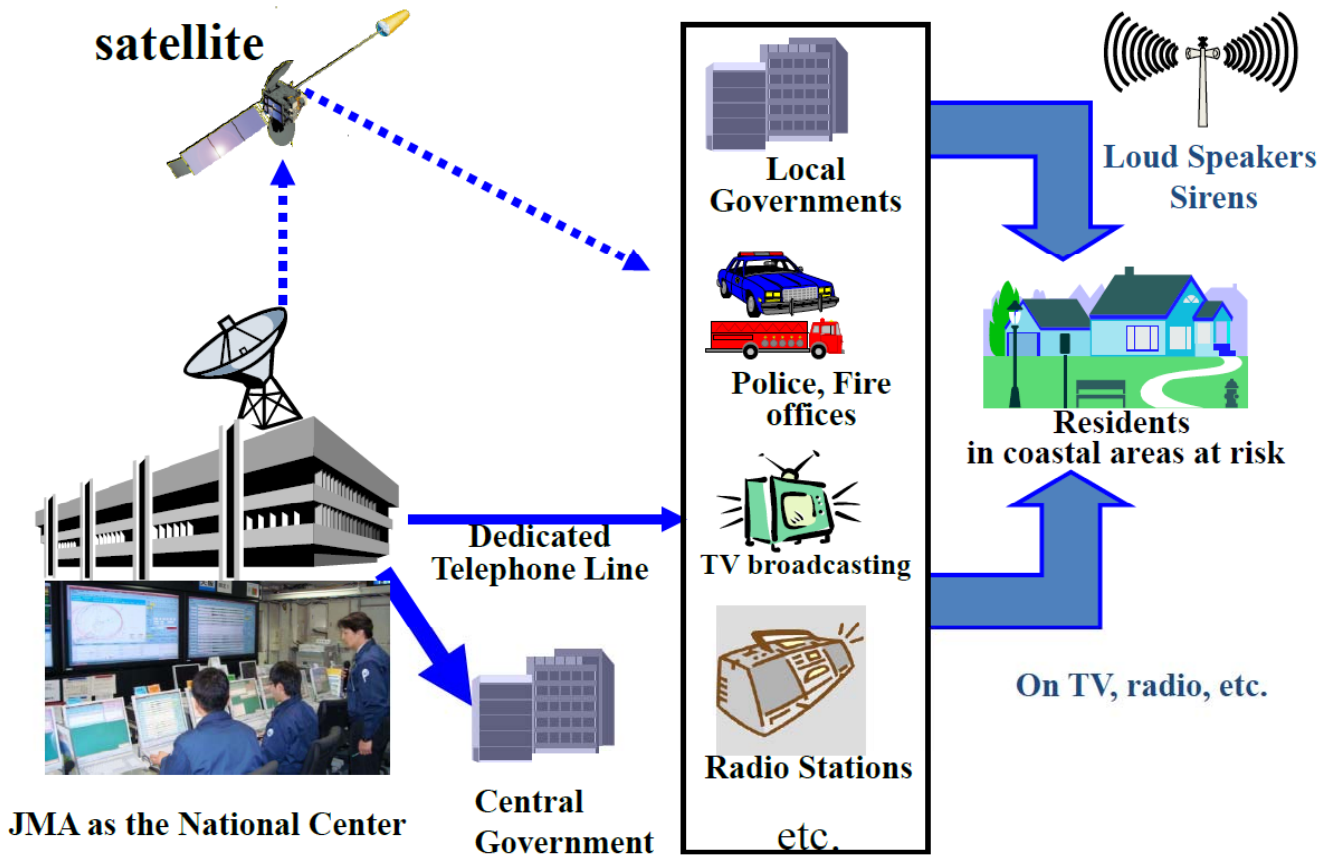 satellite
Local
Governments
Loud Speakers
Sirens
Police, Fire
offices
Residents
in coastal areas at risk
Dedicated
Telephone Line
TV broadcasting
On TV, radio, etc.
Radio Stations
Central
Government
JMA as the National Center
etc.